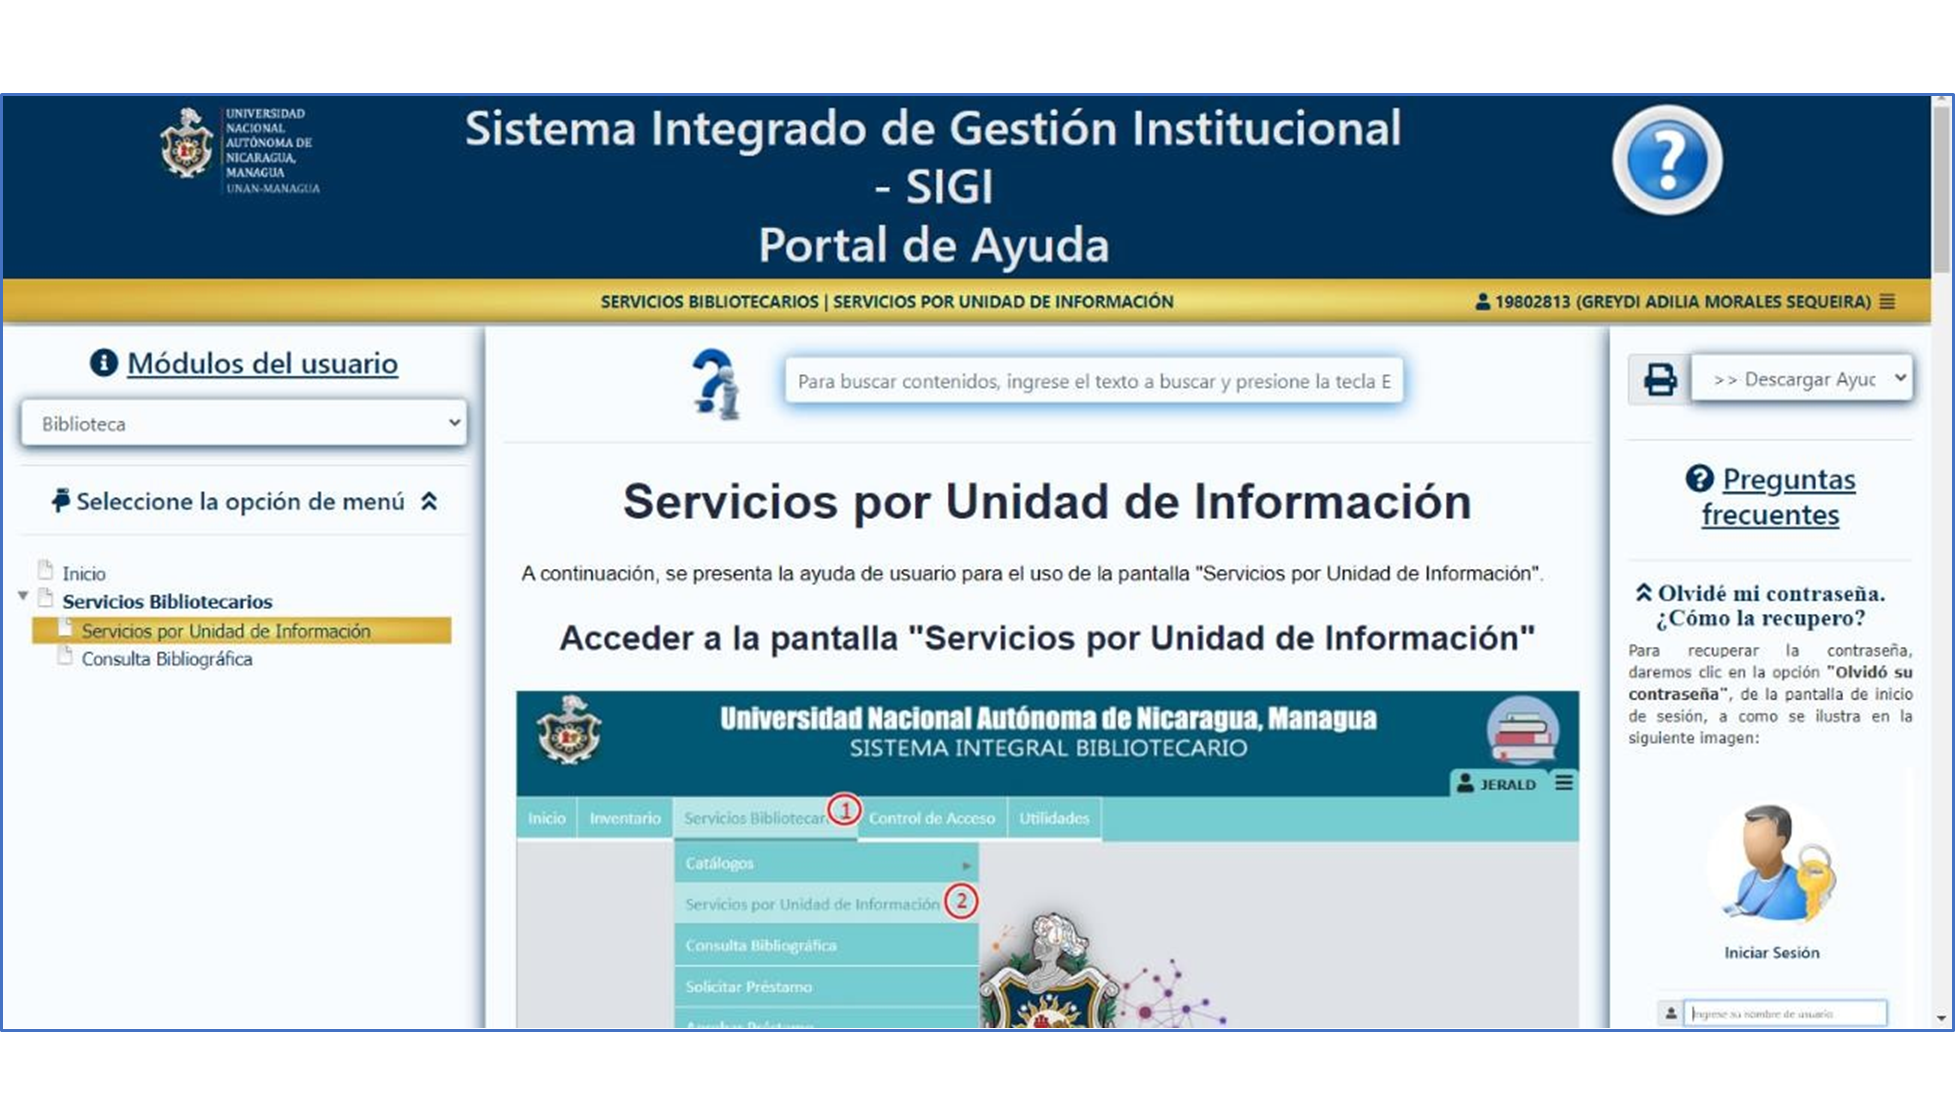 UNIVERSIDAD
NACIONAL
AUTÓNOMA DE
NICARAGUA,
MANAGUA
UNAN-MANAGUA
Sistema Integrado de Gestión Institucional
- SIGI
Portal de Ayuda
SERVICIOS BIBLIOTECARIOS | SERVICIOS POR UNIDAD DE INFORMACIÓN
19802813 (GREYDI ADILIA MORALES SEQUEIRA)
Módulos del usuario
Biblioteca
Seleccione la opción de menú
Inicio
Servicios Bibliotecarios
Servicios por Unidad de Información
Consulta Bibliográfica
Para buscar contenidos, ingrese el texto a buscar y presione la tecla E
Servicios por Unidad de Información
A continuación, se presenta la ayuda de usuario para el uso de la pantalla "Servicios por Unidad de Información".
Acceder a la pantalla "Servicios por Unidad de Información"
Universidad Nacional Autónoma de Nicaragua, Managua
SISTEMA INTEGRAL BIBLIOTECARIO
JERALD
Inicio Inventario Servicios Bibliotecar 1 Control de Acceso Utilidades
Catálogos
Servicios por Unidad de Información 2
Consulta Bibliográfica
Solicitar Préstamo
Aprobar Préstamo
>> Descargar Ayuc
Preguntas
frecuentes
Olvidé mi contraseña.
¿Cómo la recupero?
Para recuperar la contraseña,
daremos clic en la opción "Olvidó su
contraseña", de la pantalla de inicio
de sesión, a como se ilustra en la
siguiente imagen:
Iniciar Sesión
Ingrese su nombre de usuario